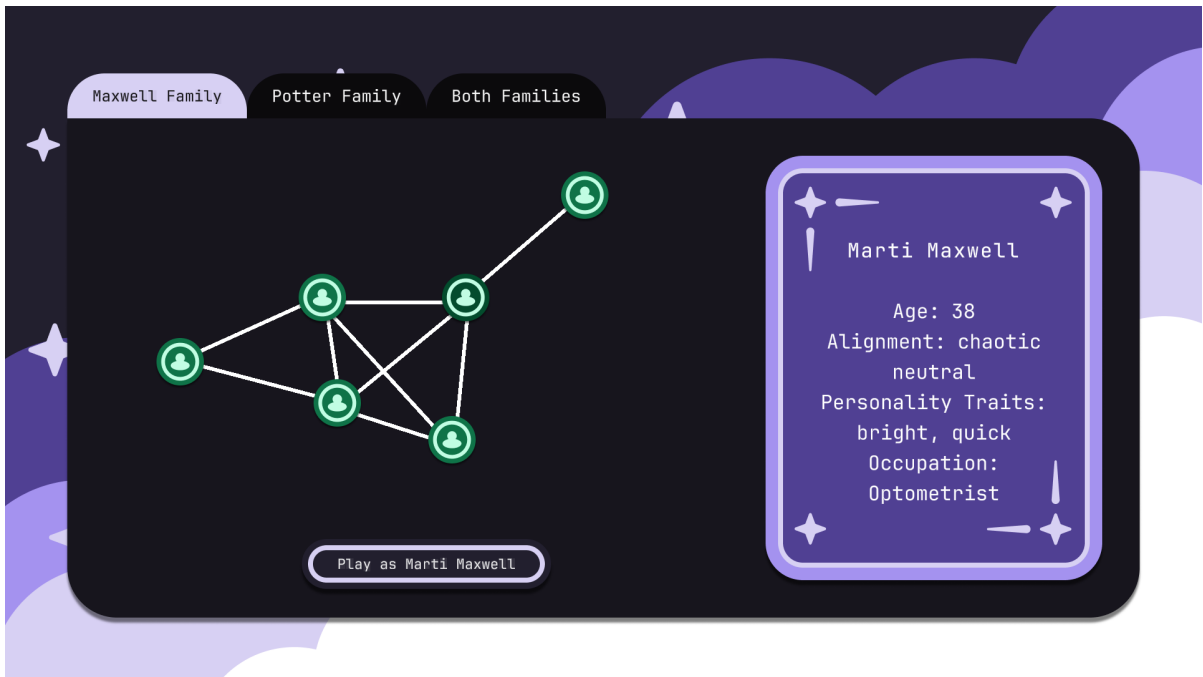 Maxwell Family
Potter Family
Both Families
Marti Maxwell
Age: 38
Alignment: chaotic
neutral
Personality Traits:
bright, quick
Occupation:
Optometrist
Play as Marti Maxwell